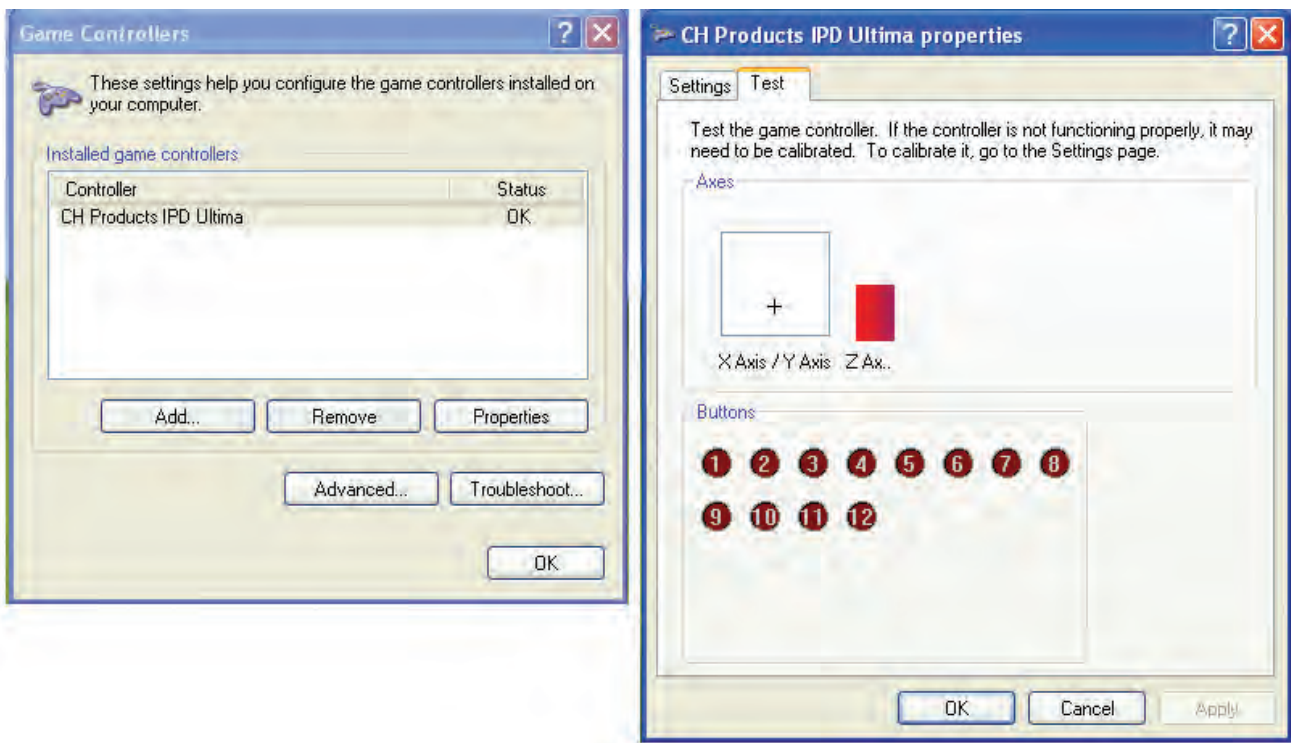 Game Controllers
These settings help you configure the game controllers installed on
your computer.
Installed game controllers
Controller Status
CH Products IPD Ultima OK
Add... Remove Properties
Advanced... Troubleshoot...
OK
CH Products IPD Ultima properties
Settings Test
Test the game controller. If the controller is not functioning properly, it may
need to be calibrated. To calibrate it, go to the Settings page.
Axes
X Axis / Y Axis Z Ax..
Buttons
1 2 3 4 5 6 7 8
9 10 11 12
OK Cancel Apply